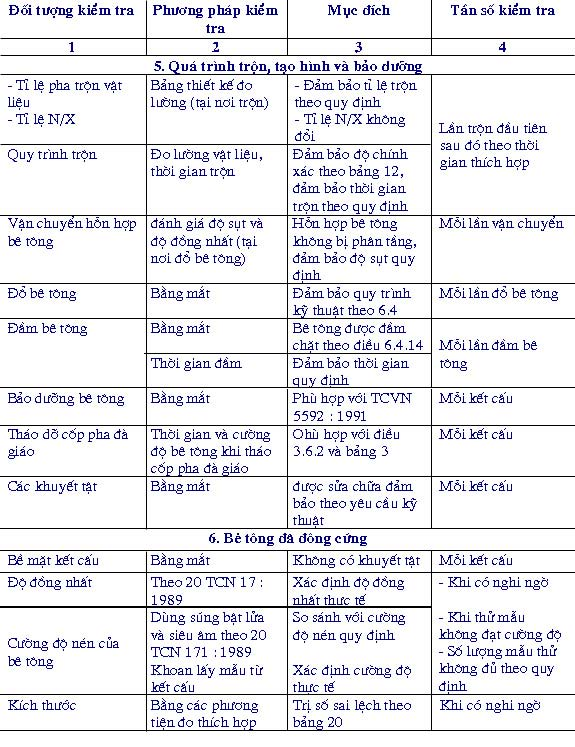 Đối tượng kiểm tra
Phương pháp kiểm
tra
Mục đích
Tần số kiểm tra
1
2
3
4
5. Quá trình trộn, tạo hình và bảo dưỡng
- Tỉ lệ pha trộn vật
liệu
- Tỉ lệ N/X
Bảng thiết kế đo
lường (tại nơi trộn)
- Đảm bảo tỉ lệ trộn
theo quy định
- Tỉ lệ N/X không
đổi
Lần trộn đầu tiên
sau đó theo thời
gian thích hợp
Quy trình trộn
Đo lường vật liệu,
thời gian trộn
Đảm bảo độ chính
xác theo bảng 12,
đảm bảo thời gian
trộn theo quy định
Vận chuyển hỗn hợp
bê tông
đánh giá độ sụt và
độ đồng nhất (tại
nơi đổ bê tông)
Hỗn hợp bê tông
không bị phân tầng,
đảm bảo độ sụt quy
định
Mỗi lần vận chuyển
Đổ bê tông
Bằng mắt
Đảm bảo quy trình
kỹ thuật theo 6.4
Mỗi lần đổ bê tông
Đầm bê tông
Bằng mắt
Bê tông được đầm
chặt theo điều 6.4.14
Mỗi lần đầm bê
tông
Thời gian đầm
Đảm bảo thời gian
quy định
Bảo dưỡng bê tông
Bằng mắt
Phù hợp với TCVN
5592 : 1991
Mỗi kết cấu
Tháo dỡ cốp pha đà
giáo
Thời gian và cường
độ bê tông khi tháo
cốp pha đà giáo
Ohù hợp với điều
3.6.2 và bảng 3
Mỗi kết cấu
Các khuyết tật
Bằng mắt
được sửa chữa đảm
bảo theo yêu cầu kỹ
thuật
Mỗi kết cấu
6. Bê tông đã đông cứng
Bề mặt kết cấu
Bằng mắt
Không có khuyết tật
Mỗi kết cấu
Độ đồng nhất
Theo 20 TCN 17 :
1989
Xác định độ đồng
nhất thực tế
- Khi có nghi ngờ
Cường độ nén của
bê tông
Dùng súng bật lửa
và siêu âm theo 20
TCN 171 : 1989
Khoan lấy mẫu từ
kết cấu
So sánh với cường
độ nén quy định
Xác định cường độ
thực tế
- Khi thử mẫu
không đạt cường độ
- Số lượng mẫu thử
không đủ theo quy
định
Kích thước
Bằng các phương
tiện đo thích hợp
Trị số sai lệch theo
bảng 20
Khi có nghi ngờ